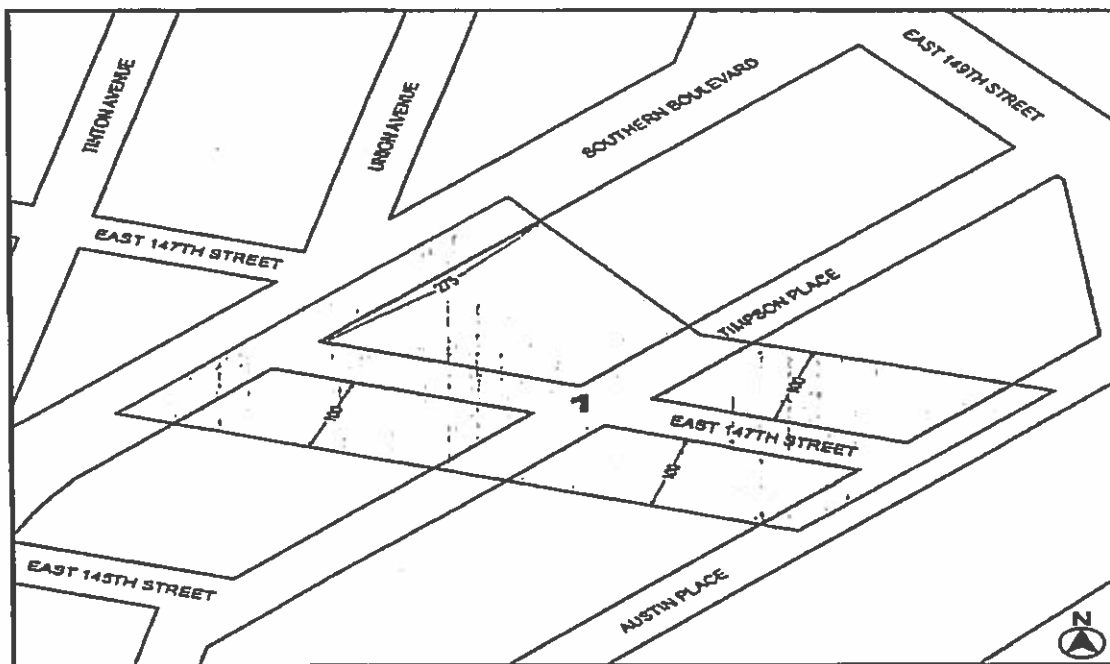 TINTON AVENUE
UNION AVENUE
SOUTHERN BOULEVARD
EAST 149TH STREET
EAST 147TH STREET
275
TIMPSON PLACE
100
100
1
EAST 147TH STREET
100
EAST 145TH STREET
AUSTIN PLACE
N